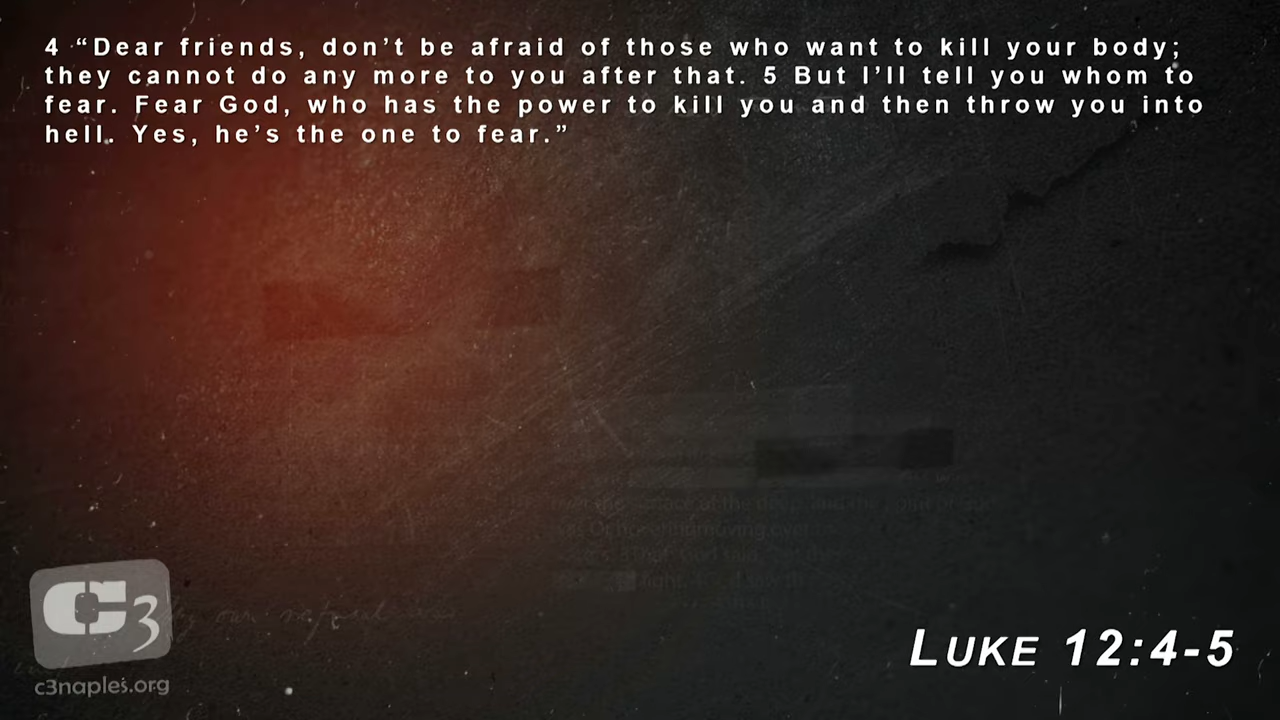 4 “Dear friends, don’t be afraid of those who want to kill your body;
they cannot do any more to you after that. 5 But I’ll tell you whom to
fear. Fear God, who has the power to kill you and then throw you into
hell. Yes, he’s the one to fear.”
C3
c3naples.org
LUKE 12:4-5